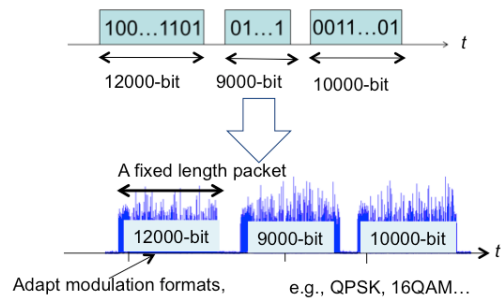 100...1101 01...1 0011...01
t
12000-bit 9000-bit 10000-bit
A fixed length packet
12000-bit 9000-bit 10000-bit
t
Adapt modulation formats, e.g., QPSK, 16QAM...